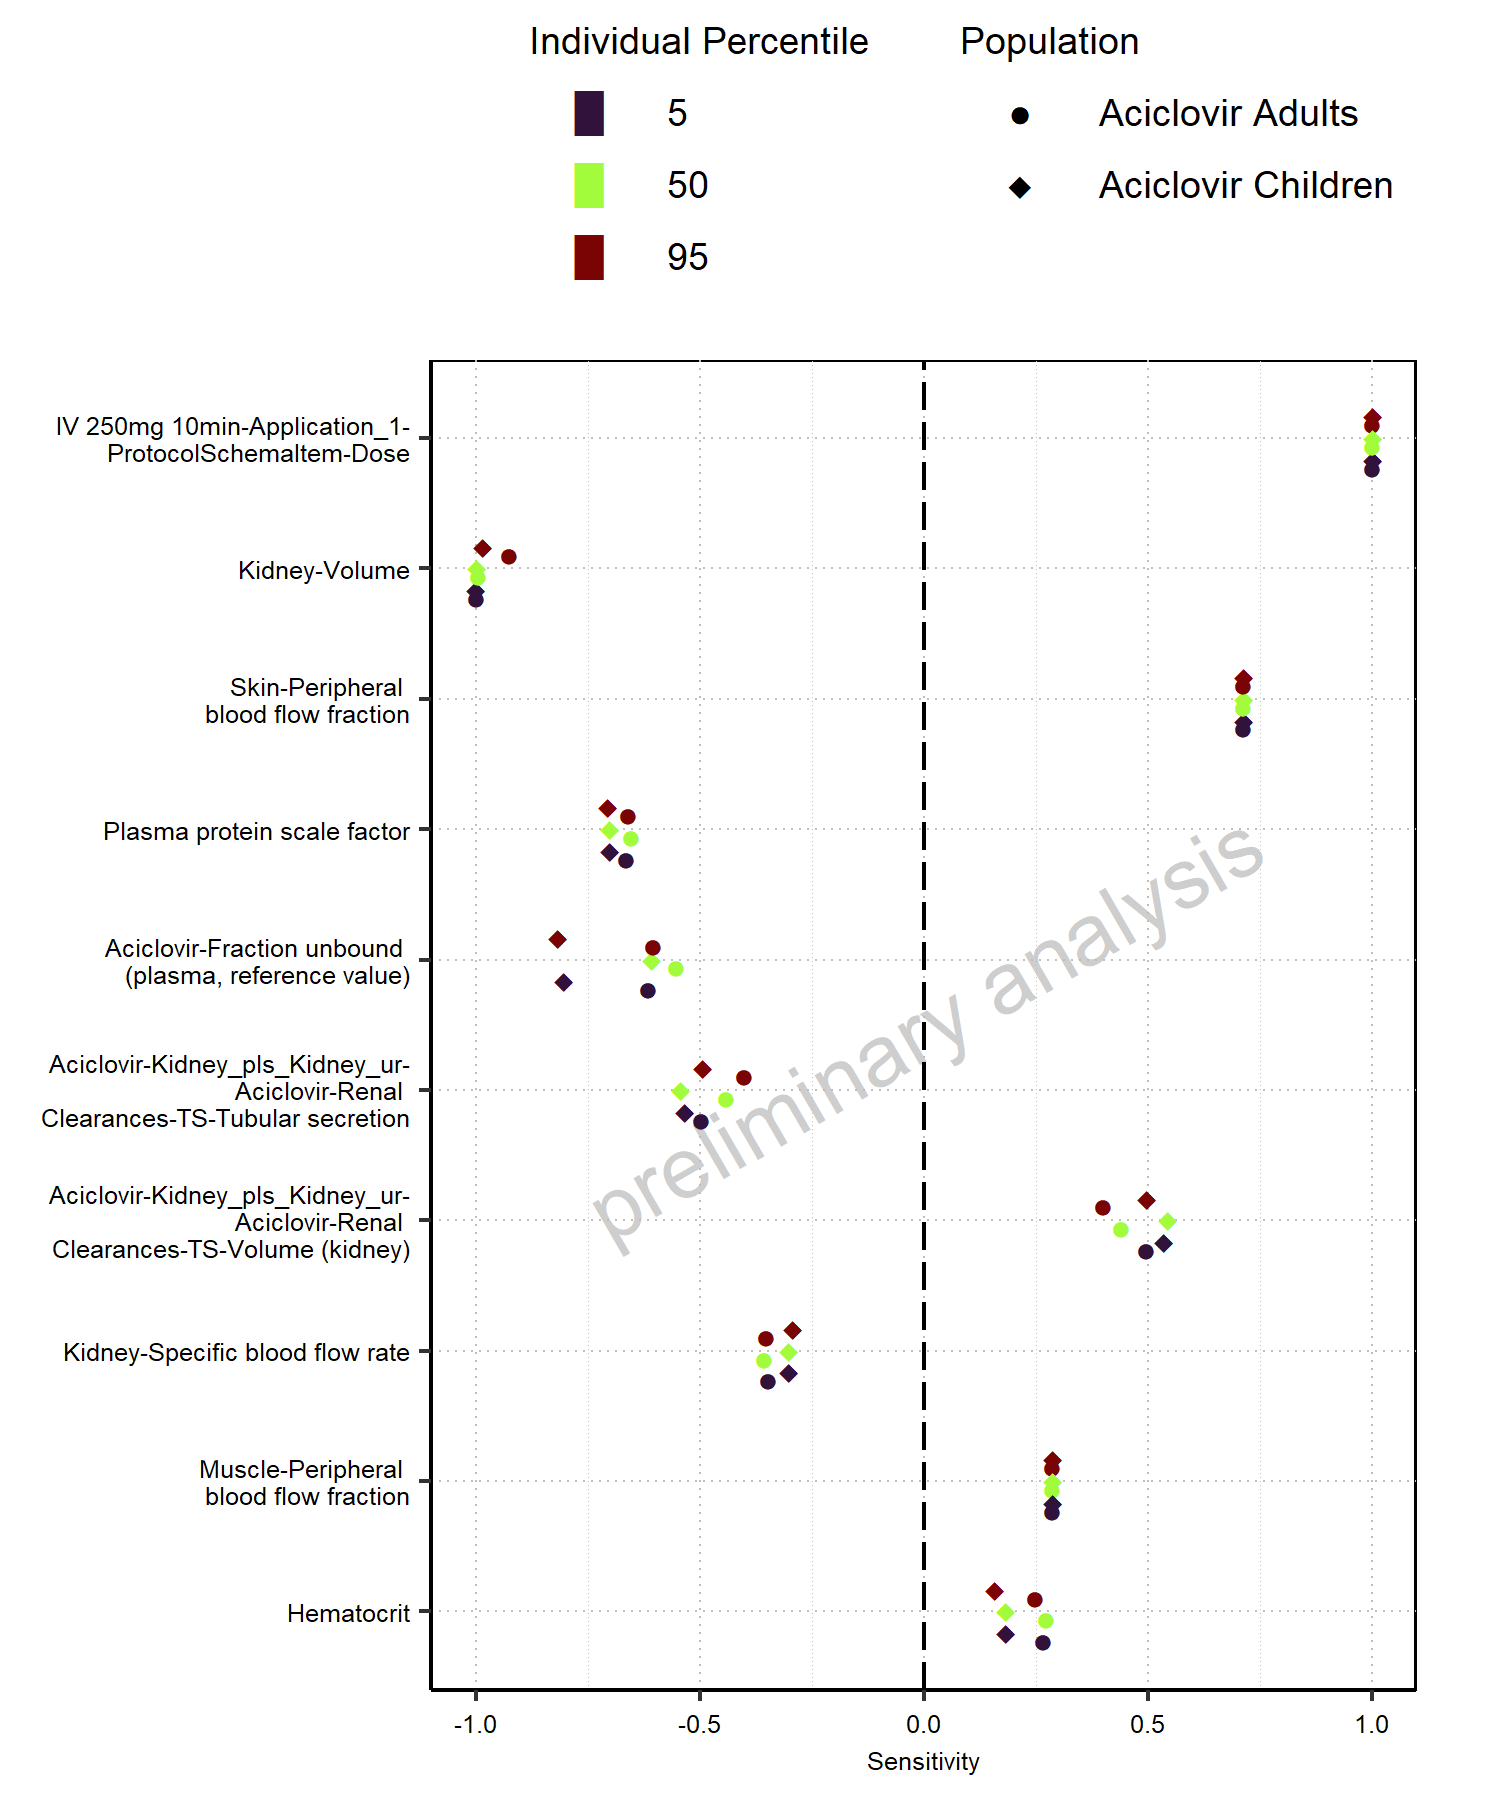 Individual Percentile
5
50
95
Population
Aciclovir Adults
Aciclovir Children
IV 250mg 10min-Application_1-
ProtocolSchemaItem-Dose
Kidney-Volume
Skin-Peripheral
blood flow fraction
Plasma protein scale factor
Aciclovir-Fraction unbound
(plasma, reference value)
Aciclovir-Kidney_pls_Kidney_ur-
Aciclovir-Renal
Clearances-TS-Tubular secretion
Aciclovir-Kidney_pls_Kidney_ur-
Aciclovir-Renal
Clearances-TS-Volume (kidney)
Kidney-Specific blood flow rate
Muscle-Peripheral
blood flow fraction
Hematocrit
preliminary analysis
-1.0
-0.5
0.0
0.5
1.0
Sensitivity